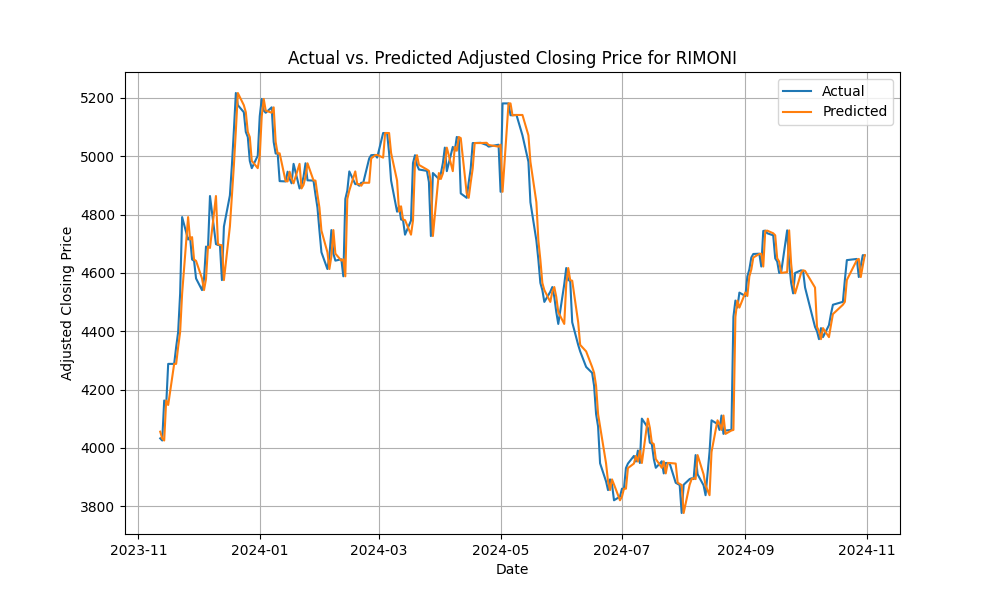 Actual vs. Predicted Adjusted Closing Price for RIMONI
Actual
Predicted
Adjusted Closing Price
5200
5000
4800
4600
4400
4200
4000
3800
2023-11 2024-01 2024-03 2024-05 2024-07 2024-09 2024-11
Date